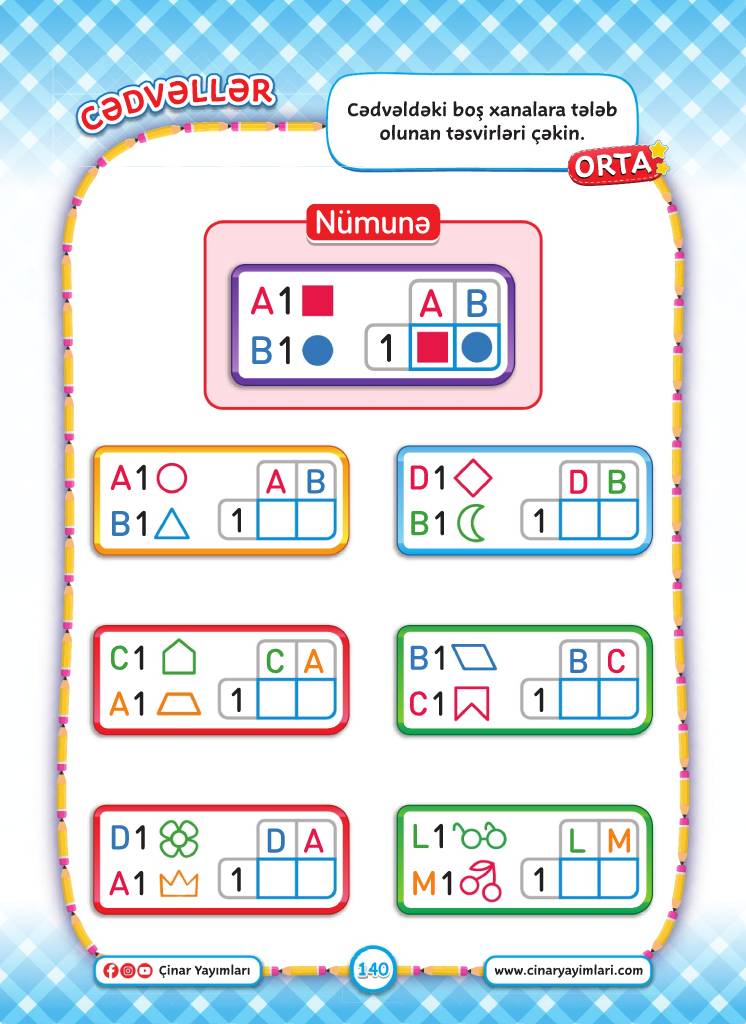 CƏDVƏLLƏR
Cədvəldəki boş xanalara tələb
olunan təsvirləri çəkin.
ORTA
Nümunə
A1
A B
B1
1
A1
A B
B1
1
D1
D B
B1
1
C1
C A
A1
1
B1
B C
C1
1
D1
D A
A1
1
L1
L M
M1
1
Çinar Yayımları
140
www.cinaryayimlari.com